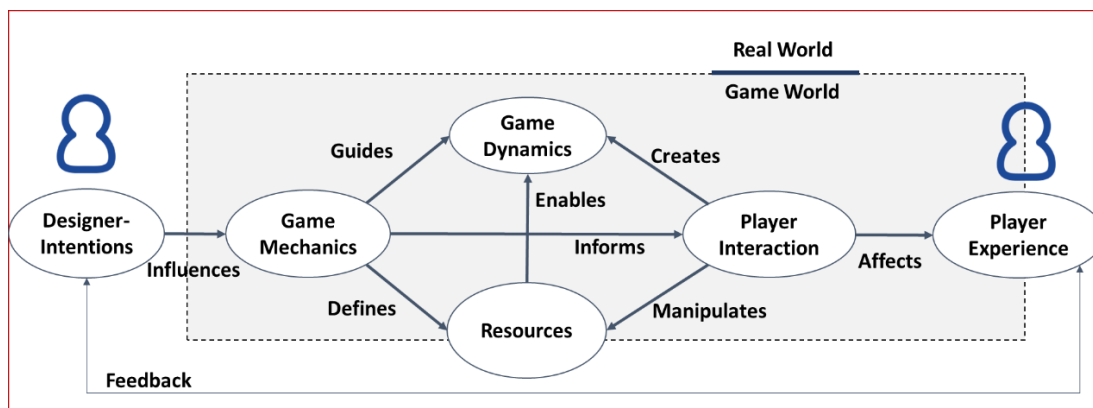 Real World
Game World
Game
Dynamics
Guides
Creates
Enables
Designer-
Intentions
Game
Mechanics
Player
Interaction
Player
Experience
Informs
Influences
Affects
Defines
Resources
Manipulates
Feedback